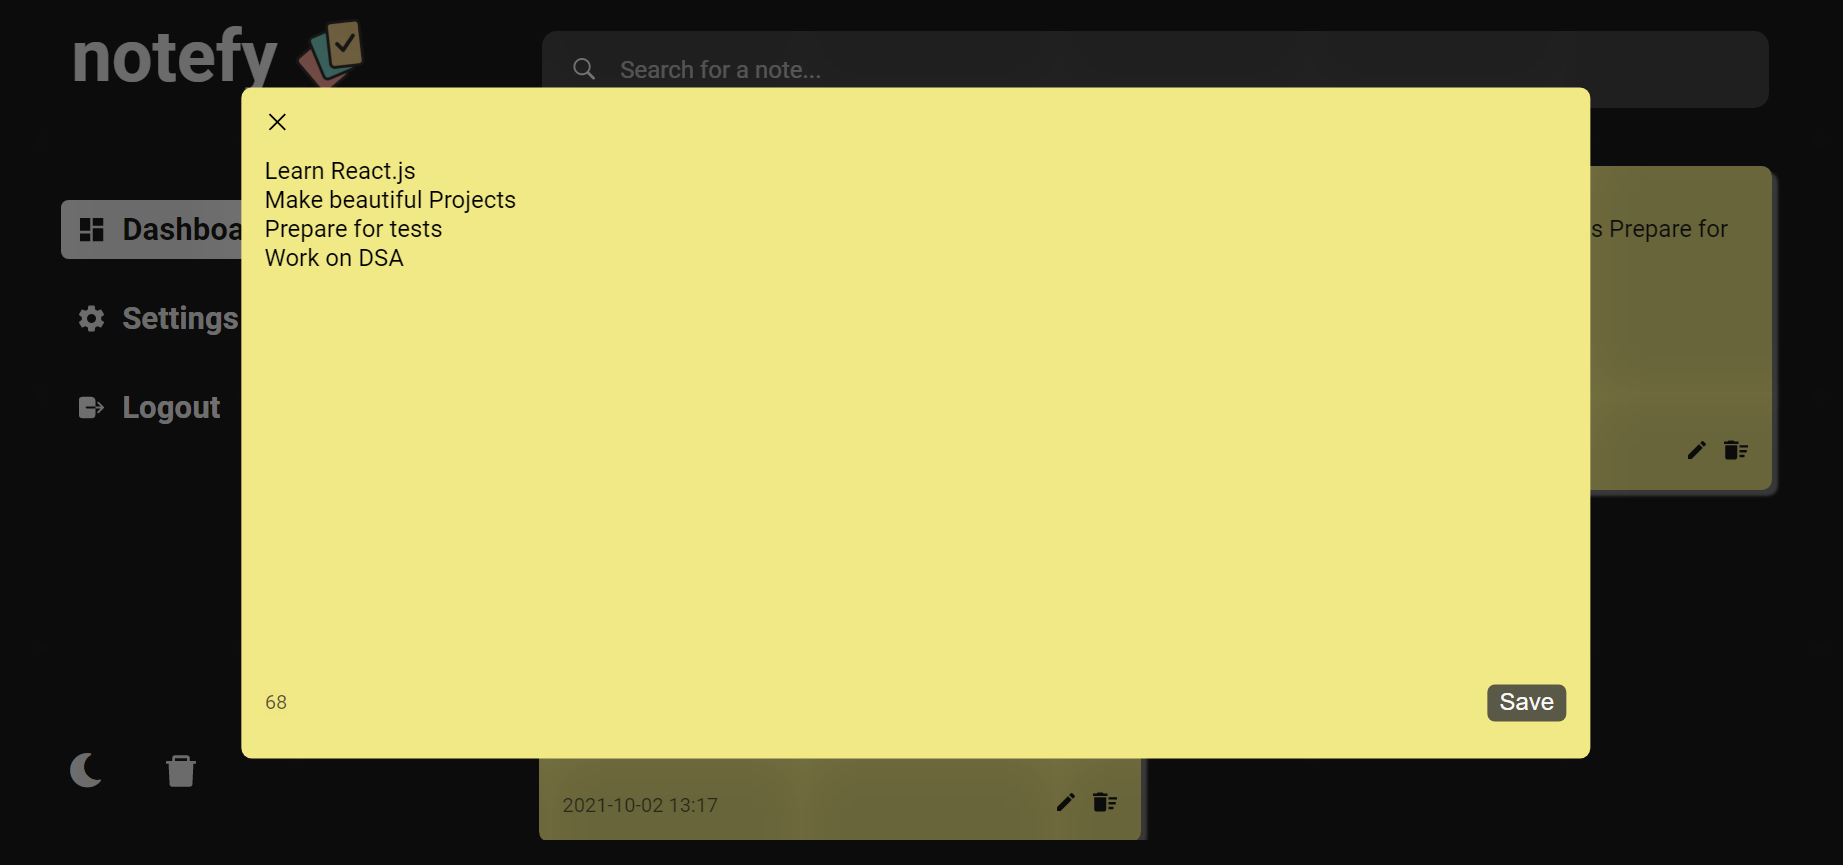 notefy
Search for a note...
Learn React.js
Make beautiful Projects
Prepare for tests
Work on DSA
s Prepare for
Dashboa
Settings
Logout
68
Save
2021-10-02 13:17